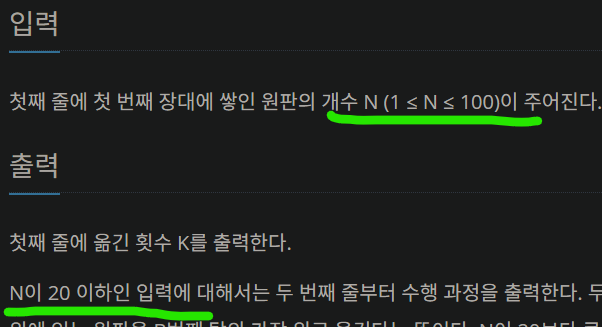 입력
첫째 줄에 첫 번째 장대에 쌓인 원판의 개수 N (1 ≤ N ≤ 100)이 주어진다.
출력
첫째 줄에 옮긴 횟수 K를 출력한다.
N이 20 이하인 입력에 대해서는 두 번째 줄부터 수행 과정을 출력한다. 두